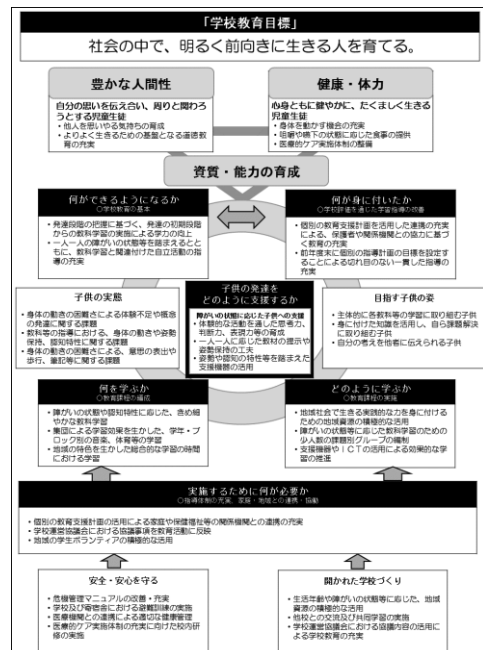 「学校教育目標」
社会の中で、明るく前向きに生きる人を育てる。
豊かな人間性
自分の思いを伝え合い、周りと関わろ
うとする児童生徒
・他人を思いやる気持ちの育成
・よりよく生きるための基盤となる道徳教
育の充実
健康・体力
心身ともに健やかに、たくましく生きる
児童生徒
・身体を動かす機会の充実
・咀嚼や嚥下の状態に応じた食事の提供
・医療的ケア実施体制の整備
資質・能力の育成
何ができるようになるか
○学校教育の基本
・発達段階の把握に基づく、発達の初期段階
からの教科学習の実施による学力の向上
・一人一人の障がいの状態等を踏まえるとと
もに、教科学習と関連付けた自立活動の指
導の充実
何が身に付いたか
○学習評価を通じた学習指導の改善
・個別の教育支援計画を活用した連携の充実
による、保護者や関係機関との協力に基づ
く教育の充実
・前年度末に個別の指導計画の目標を設定す
ることによる切れ目のない一貫した指導の
充実
子供の実態
・身体の動きの困難さによる体験不足や概念
の発達に関する課題
・教科等の指導における、身体の動きや姿勢
保持、認知特性に関する課題
・身体の動きの困難さによる、意思の表出や
歩行、筆記等に関する課題
子供の発達を
どのように支援するか
障がいの状態に応じた子供への支援
・体験的な活動を通した思考力、
判断力、表現力等の育成
・一人一人に応じた教材の提示や
姿勢保持の工夫
・姿勢や認知の特性等を踏まえた
支援機器の活用
目指す子供の姿
・主体的に各教科等の学習に取り組む子供
・身に付けた知識を活用し、自ら課題解決
に取り組む子供
・自分の考えを他者に伝えられる子供
何を学ぶか
○教育課程の編成
・障がいの状態や認知特性に応じた、きめ細
やかな教科学習
・集団による学習効果を生かした、学年・ブ
ロック別の音楽、体育等の学習
・地域の特色を生かした総合的な学習の時間
における学習
どのように学ぶか
○教育課程の実施
・地域社会で生きる実践的な力を身に付ける
ための地域資源の積極的な活用
・障がいの状態等に応じた教科学習のための
少人数の課題別グループの編制
・支援機器やＩＣＴの活用による効果的な学
習の推進
実施するために何が必要か
○指導体制の充実、家庭・地域との連携・協働
・個別の教育支援計画の活用による家庭や保健福祉等の関係機関との連携の充実
・学校運営協議会における協議事項を教育活動に反映
・地域の学生ボランティアの積極的な活用
安全・安心を守る
・危機管理マニュアルの改善・充実
・学校及び寄宿舎における避難訓練の実施
・医療機関との連携による適切な健康管理
・医療的ケア実施体制の充実に向けた校内研
修の実施
開かれた学校づくり
・生活年齢や障がいの状態等に応じた、地域
資源の積極的な活用
・他校との交流及び共同学習の実施
・学校運営協議会における協議内容の活用に
よる学校教育の充実